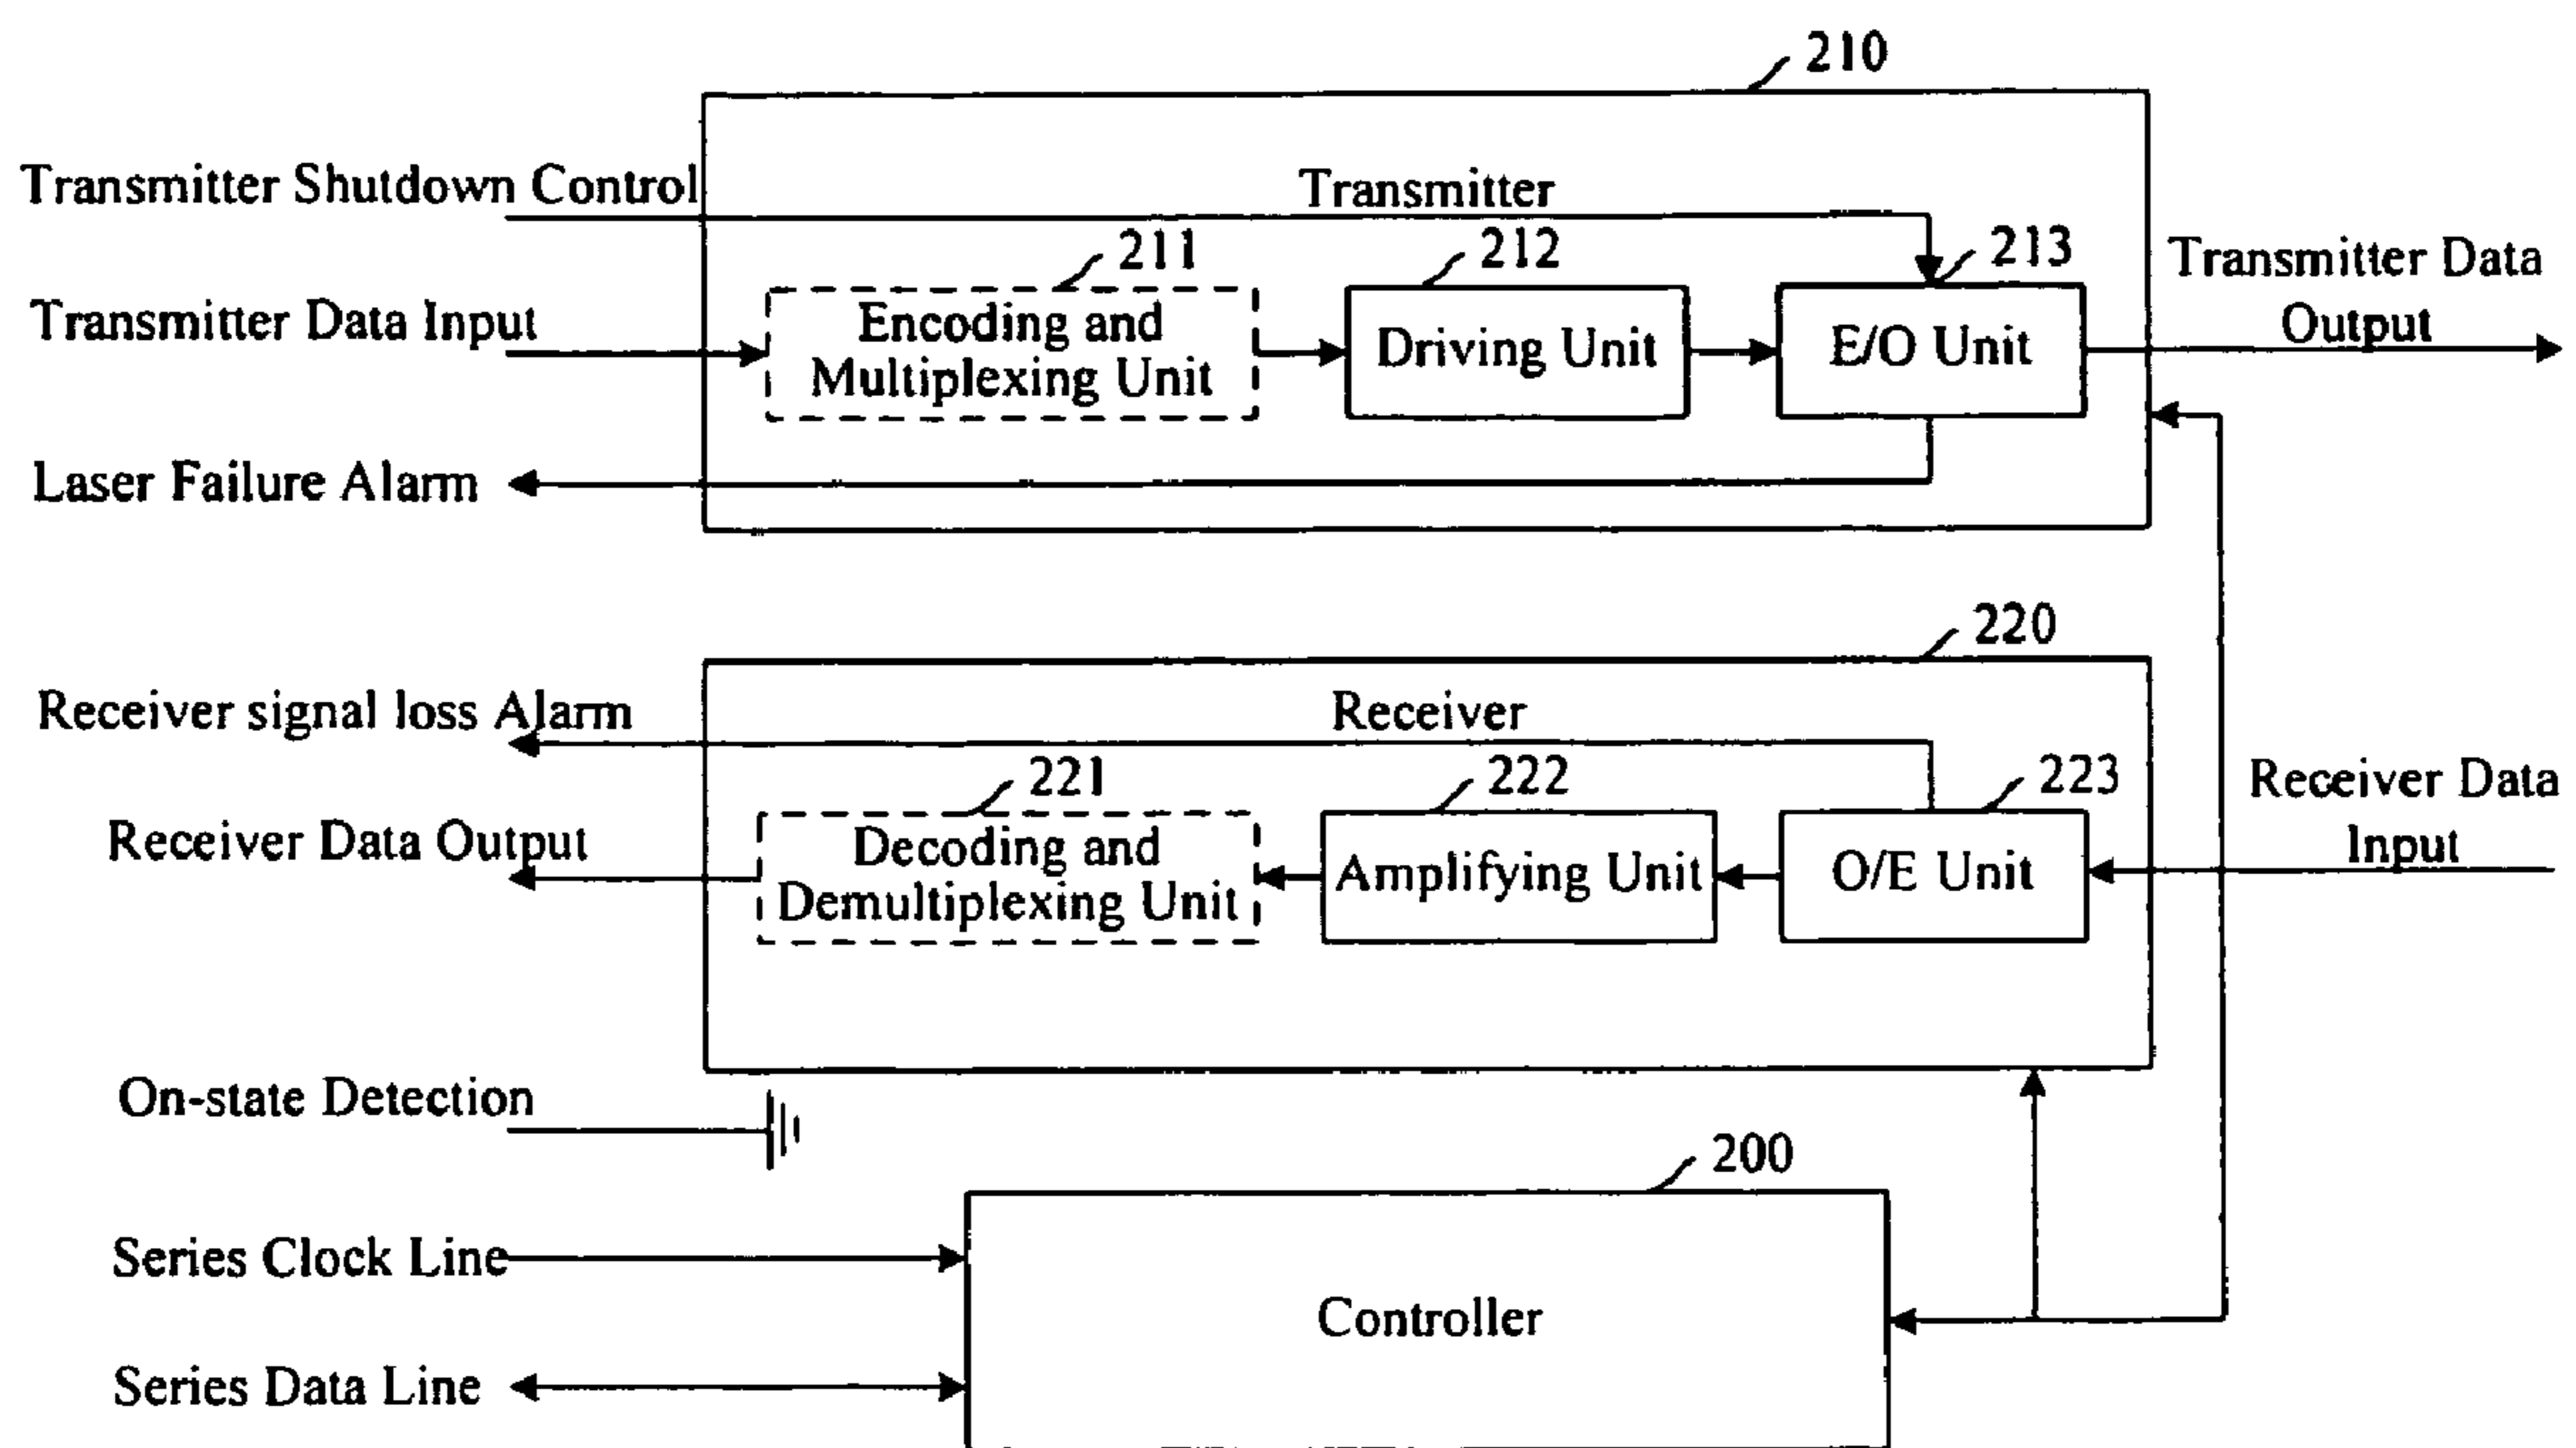 210
Transmitter Shutdown Control
Transmitter
211
212
213
Transmitter Data
Output
Transmitter Data Input
Encoding and
Multiplexing Unit
Driving Unit
E/O Unit
Laser Failure Alarm
220
Receiver signal loss Alarm
Receiver
221
222
223
Receiver Data
Input
Receiver Data Output
Decoding and
Demultiplexing Unit
Amplifying Unit
O/E Unit
On-state Detection
200
Series Clock Line
Controller
Series Data Line